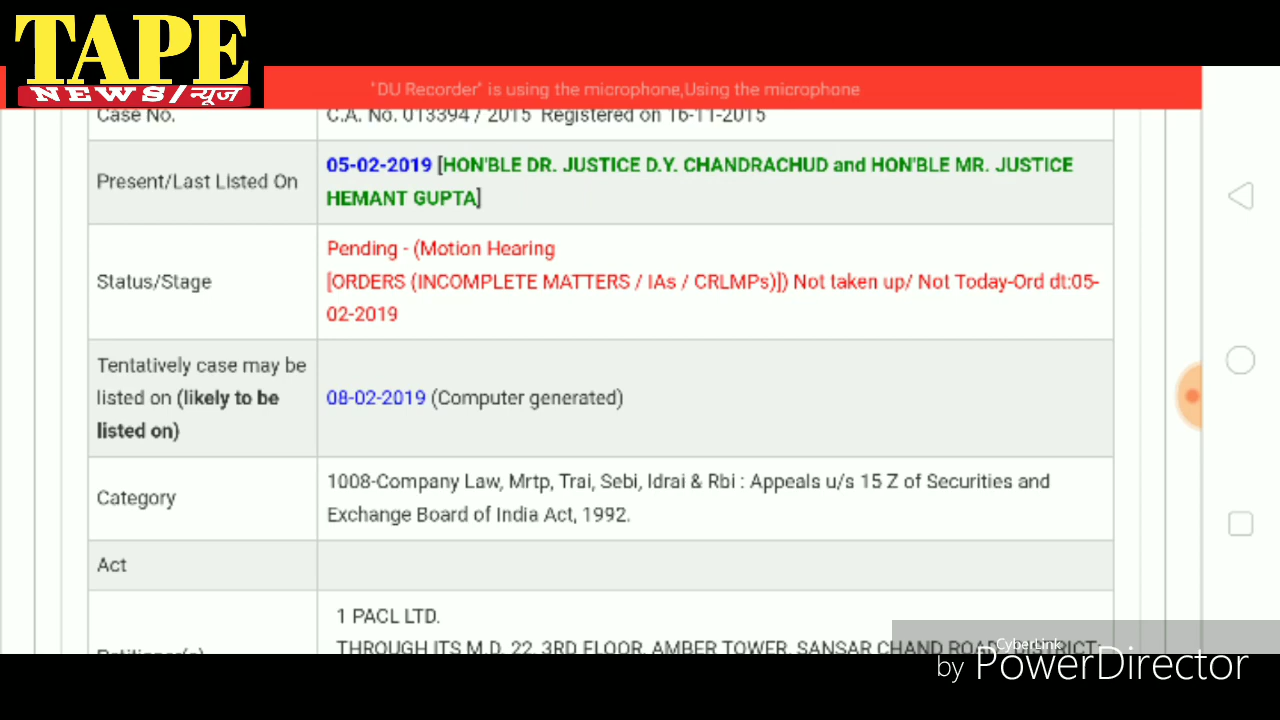 TAPE
NEWS/न्यूज
"DU Recorder" is using the microphone,Using the microphone
Case No.
C.A. No. 013394 / 2015 Registered on 16-11-2015
Present/Last Listed On
05-02-2019 [HON'BLE DR. JUSTICE D.Y. CHANDRACHUD and HON'BLE MR. JUSTICE
HEMANT GUPTA]
Status/Stage
Pending - (Motion Hearing
[ORDERS (INCOMPLETE MATTERS / IAs / CRLMPs)]) Not taken up/ Not Today-Ord dt:05-
02-2019
Tentatively case may be
listed on (likely to be
listed on)
08-02-2019 (Computer generated)
Category
1008-Company Law, Mrtp, Trai, Sebi, Idrai & Rbi : Appeals u/s 15 Z of Securities and
Exchange Board of India Act, 1992.
Act
1 PACL LTD.
Petitioner(s)
THROUGH ITS M.D. 22, 3RD FLOOR, AMBER TOWER, SANSAR CHAND ROAD, DISTRICT
CyberLink
by PowerDirector